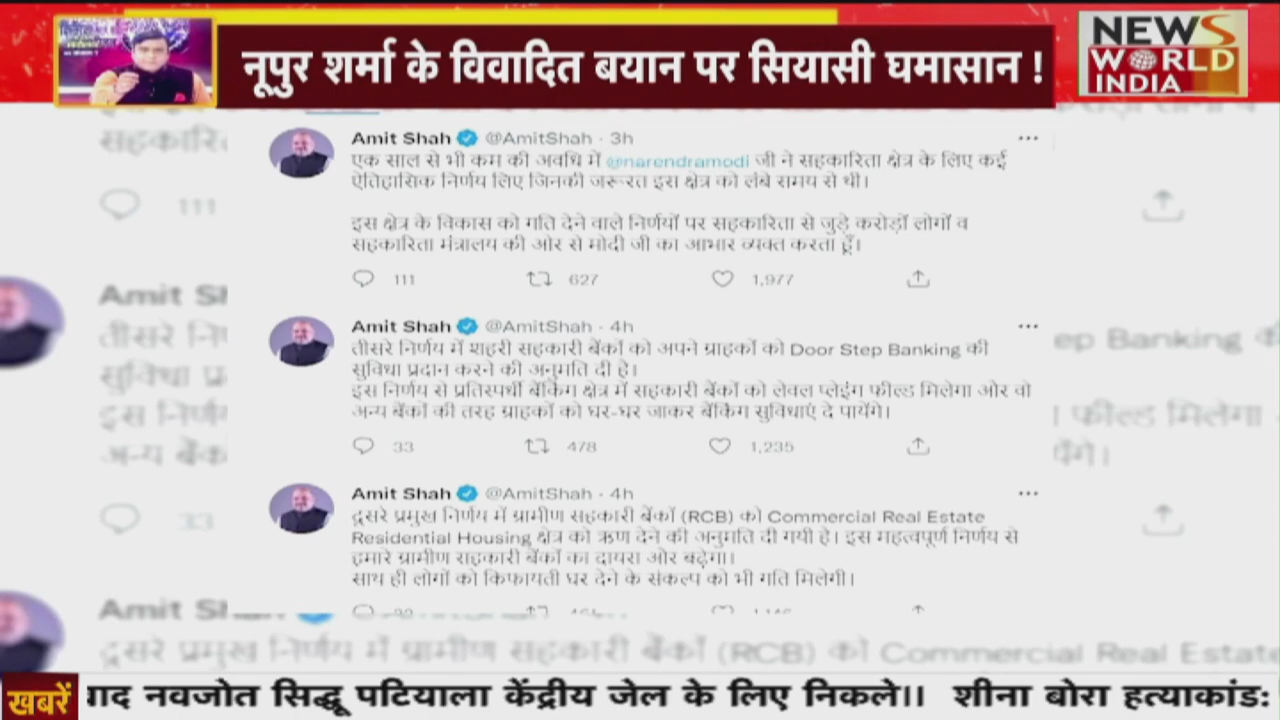 नूपुर शर्मा के विवादित बयान पर सियासी घमासान !
NEWS
WORLD
INDIA
Amit Shah @AmitShah · 3h
एक साल से भी कम की अवधि में @narendramodi जी ने सहकारिता क्षेत्र के लिए कई
ऐतिहासिक निर्णय लिए जिनकी जरूरत इस क्षेत्र को लंबे समय से थी।
इस क्षेत्र के विकास को गति देने वाले निर्णयों पर सहकारिता से जुड़े करोड़ों लोगों व
सहकारिता मंत्रालय की ओर से मोदी जी का आभार व्यक्त करता हूँ।
111 627 1,977
Amit Shah @AmitShah · 4h
तीसरे निर्णय में शहरी सहकारी बैंकों को अपने ग्राहकों को Door Step Banking की
सुविधा प्रदान करने की अनुमति दी है।
इस निर्णय से प्रतिस्पर्धी बैंकिंग क्षेत्र में सहकारी बैंकों को लेवल प्लेइंग फील्ड मिलेगा और वो
अन्य बैंकों की तरह ग्राहकों को घर-घर जाकर बैंकिंग सुविधाएं दे पायेंगे।
33 478 1,235
Amit Shah @AmitShah · 4h
दूसरे प्रमुख निर्णय में ग्रामीण सहकारी बैंकों (RCB) को Commercial Real Estate
Residential Housing क्षेत्र को ऋण देने की अनुमति दी गयी है। इस महत्वपूर्ण निर्णय से
हमारे ग्रामीण सहकारी बैंकों का दायरा और बढ़ेगा।
साथ ही लोगों को किफायती घर देने के संकल्प को भी गति मिलेगी।
खबरें
ाद नवजोत सिद्धू पटियाला केंद्रीय जेल के लिए निकले।। शीना बोरा हत्याकांड: